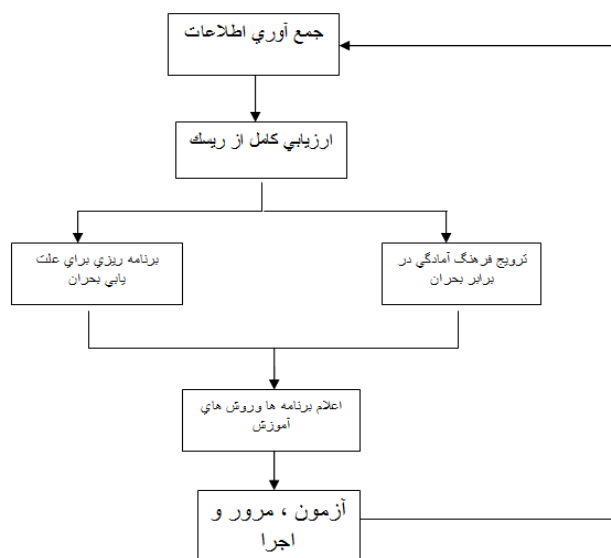 جمع آوري اطلاعات
ارزيابي كامل از ريسك
ترويج فرهنگ آمادگي در
برابر بحران
برنامه ريزي براي علت
يابي بحران
اعلام برنامه ها وروش هاي
آموزش
آزمون ، مرور و
اجرا